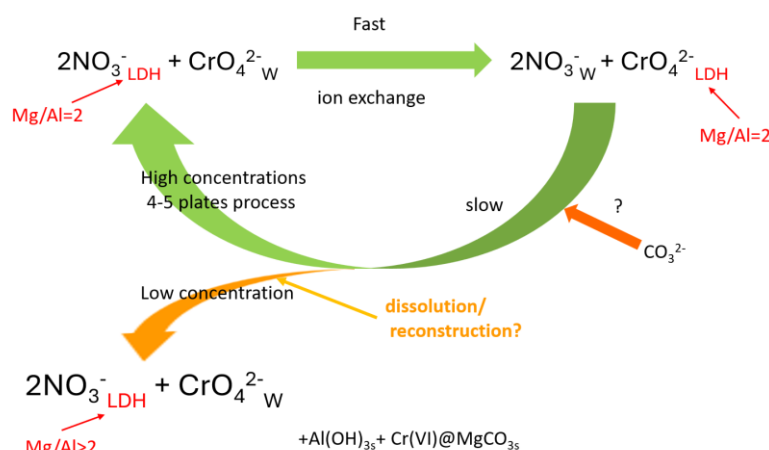 Fast
2NO₃⁻ LDH + CrO₄²⁻ W
2NO₃⁻ W + CrO₄²⁻ LDH
ion exchange
Mg/Al=2
Mg/Al=2
High concentrations
4-5 plates process
slow
?
CO₃²⁻
Low concentration
dissolution/
reconstruction?
2NO₃⁻ LDH + CrO₄²⁻ W
Mg/Al>2
+Al(OH)₃s+ Cr(VI)@MgCO₃s